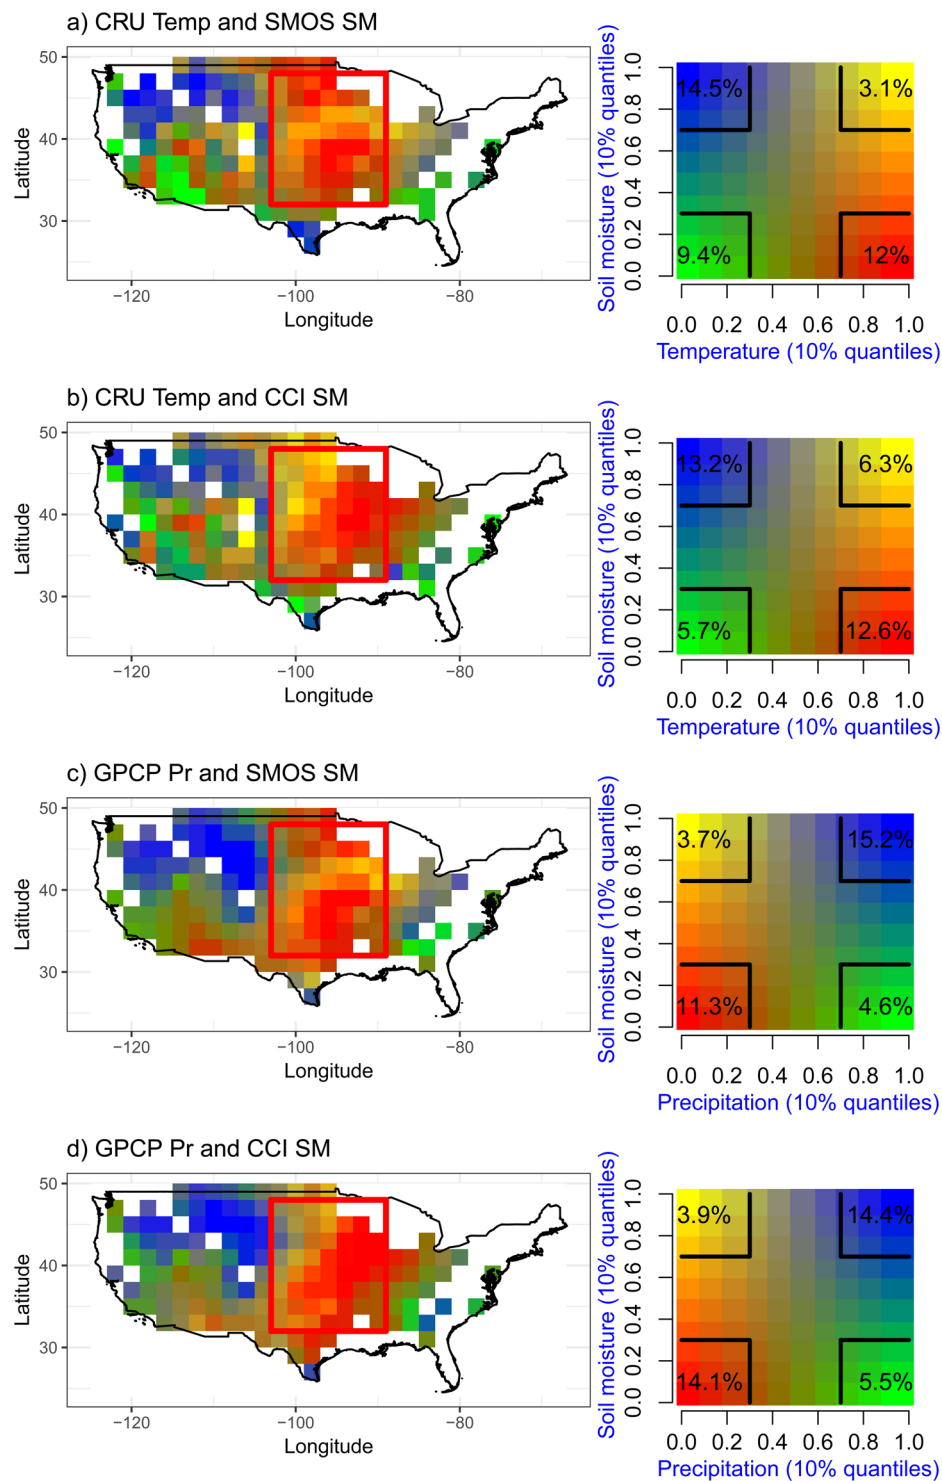 a) CRU Temp and SMOS SM
50
40
30
Latitude
−120
−100
−80
Longitude
Soil moisture (10% quantiles)
0.0 0.2 0.4 0.6 0.8 1.0
14.5%
3.1%
9.4%
12%
0.0 0.2 0.4 0.6 0.8 1.0
Temperature (10% quantiles)
b) CRU Temp and CCI SM
50
40
30
Latitude
−120
−100
−80
Longitude
Soil moisture (10% quantiles)
0.0 0.2 0.4 0.6 0.8 1.0
13.2%
6.3%
5.7%
12.6%
0.0 0.2 0.4 0.6 0.8 1.0
Temperature (10% quantiles)
c) GPCP Pr and SMOS SM
50
40
30
Latitude
−120
−100
−80
Longitude
Soil moisture (10% quantiles)
0.0 0.2 0.4 0.6 0.8 1.0
3.7%
15.2%
11.3%
4.6%
0.0 0.2 0.4 0.6 0.8 1.0
Precipitation (10% quantiles)
d) GPCP Pr and CCI SM
50
40
30
Latitude
−120
−100
−80
Longitude
Soil moisture (10% quantiles)
0.0 0.2 0.4 0.6 0.8 1.0
3.9%
14.4%
14.1%
5.5%
0.0 0.2 0.4 0.6 0.8 1.0
Precipitation (10% quantiles)